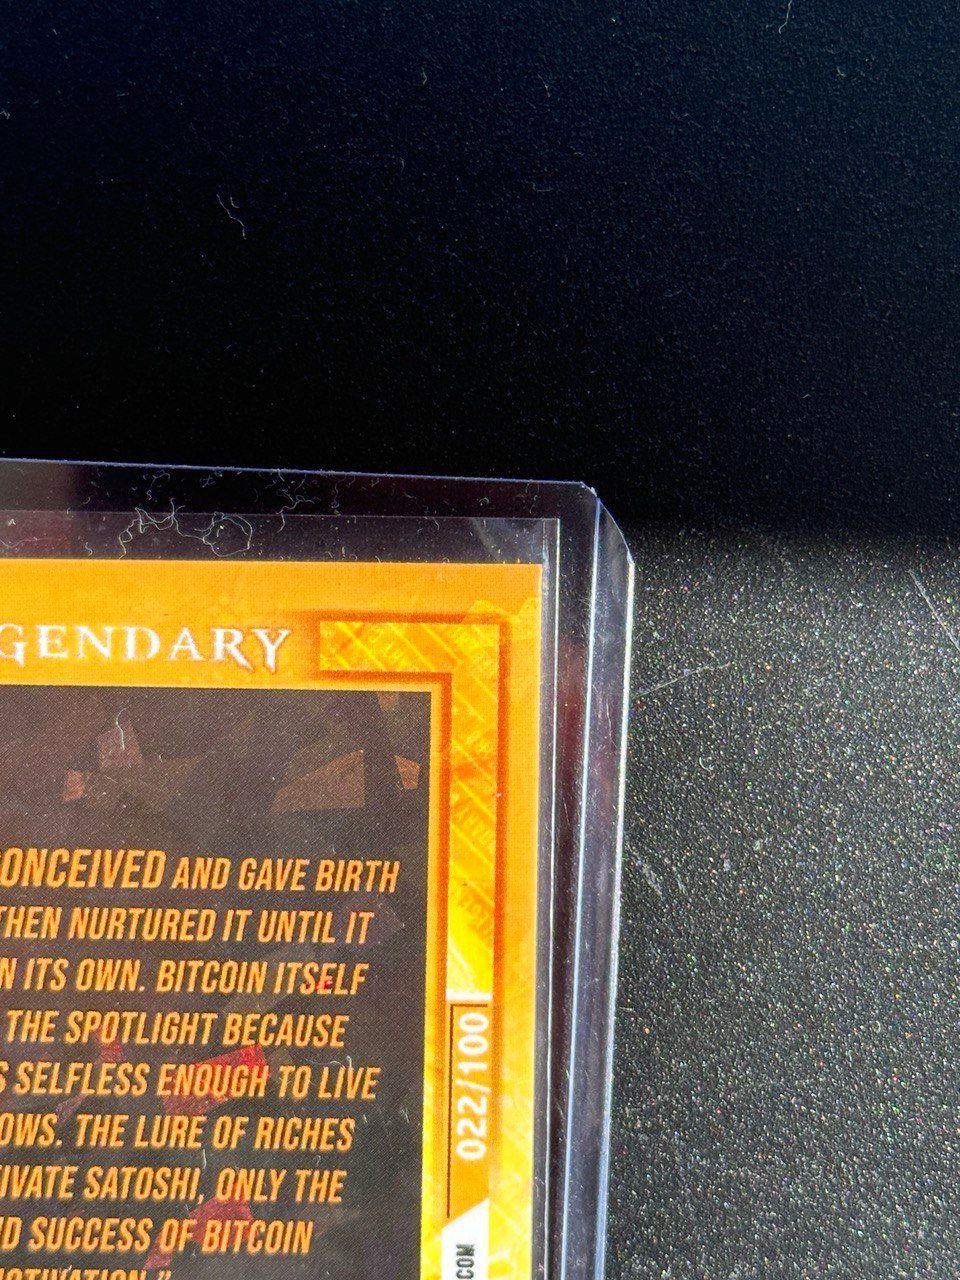 GENDARY
ONCEIVED AND GAVE BIRTH
THEN NURTURED IT UNTIL IT
N ITS OWN. BITCOIN ITSELF
THE SPOTLIGHT BECAUSE
S SELFLESS ENOUGH TO LIVE
OWS. THE LURE OF RICHES
IVATE SATOSHI, ONLY THE
D SUCCESS OF BITCOIN
OTIVATION."
022/100
.COM